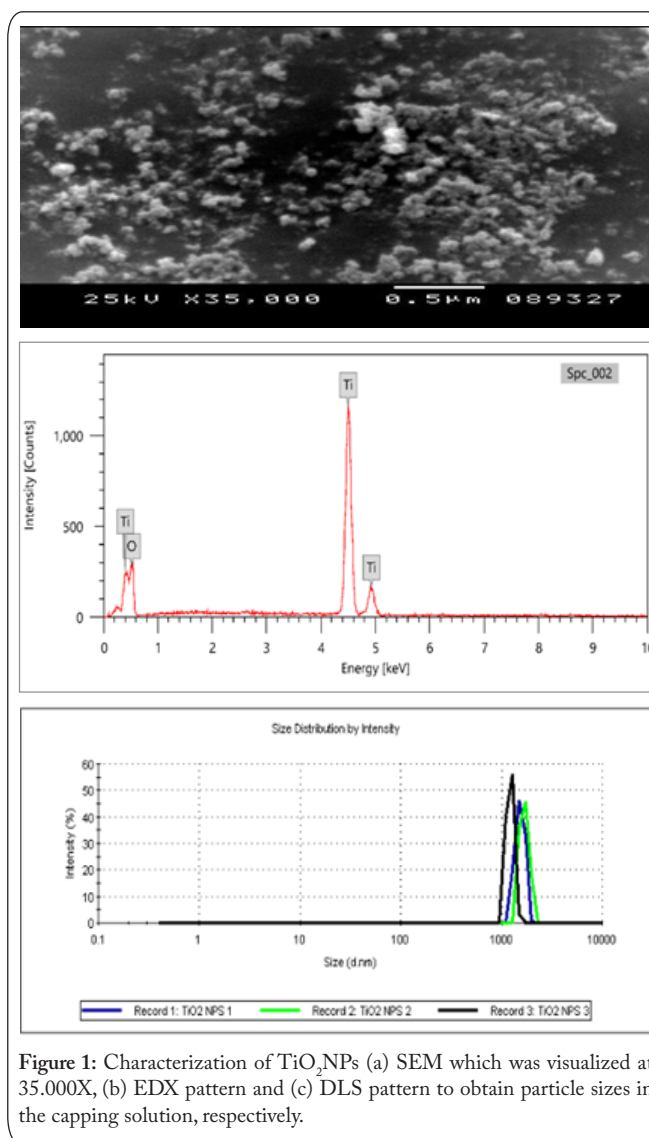 25kV X35,000 0.5µm 089327
Spc_002
Ti
1,000
Intensity [Counts]
500
Ti
O
Ti
0
0 1 2 3 4 5 6 7 8 9 10
Energy [keV]
Size Distribution by Intensity
60
50
40
30
20
10
0
Intensity (%)
0.1 1 10 100 1000 10000
Size (d.nm)
Record 1: TiO2 NPS 1 Record 2: TiO2 NPS 2 Record 3: TiO2 NPS 3
Figure 1: Characterization of TiO₂NPs (a) SEM which was visualized at
35.000X, (b) EDX pattern and (c) DLS pattern to obtain particle sizes in
the capping solution, respectively.